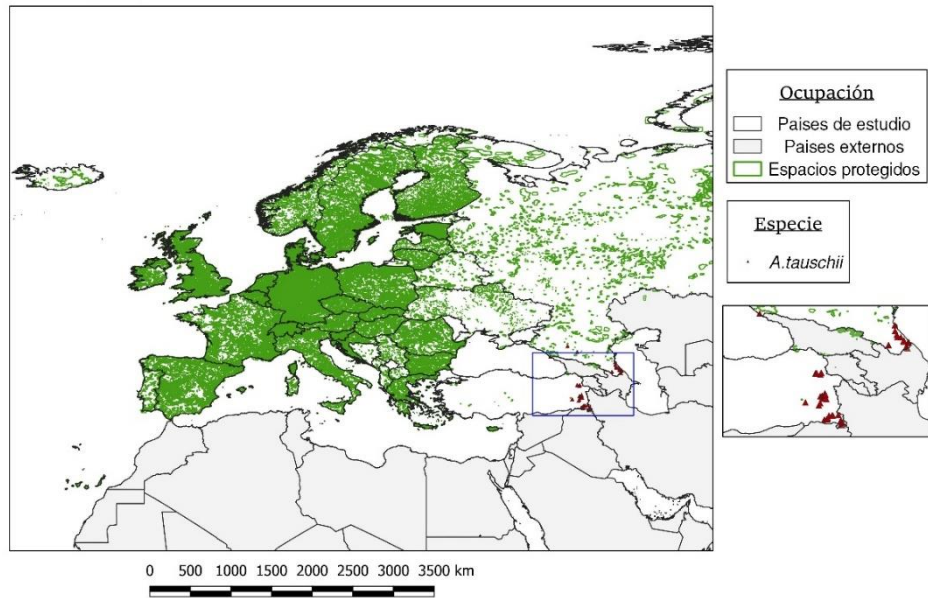 Ocupación
Paises de estudio
Paises externos
Espacios protegidos
Especie
A.tauschii
0 500 1000 1500 2000 2500 3000 3500 km